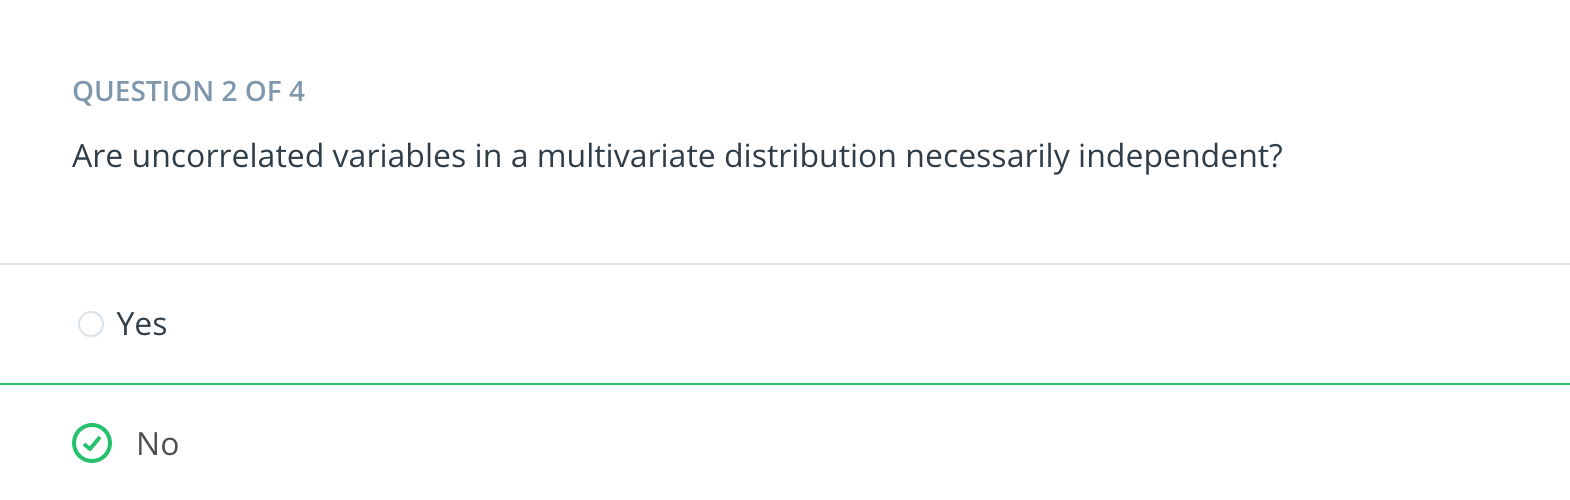 QUESTION 2 OF 4
Are uncorrelated variables in a multivariate distribution necessarily independent?
Yes
No